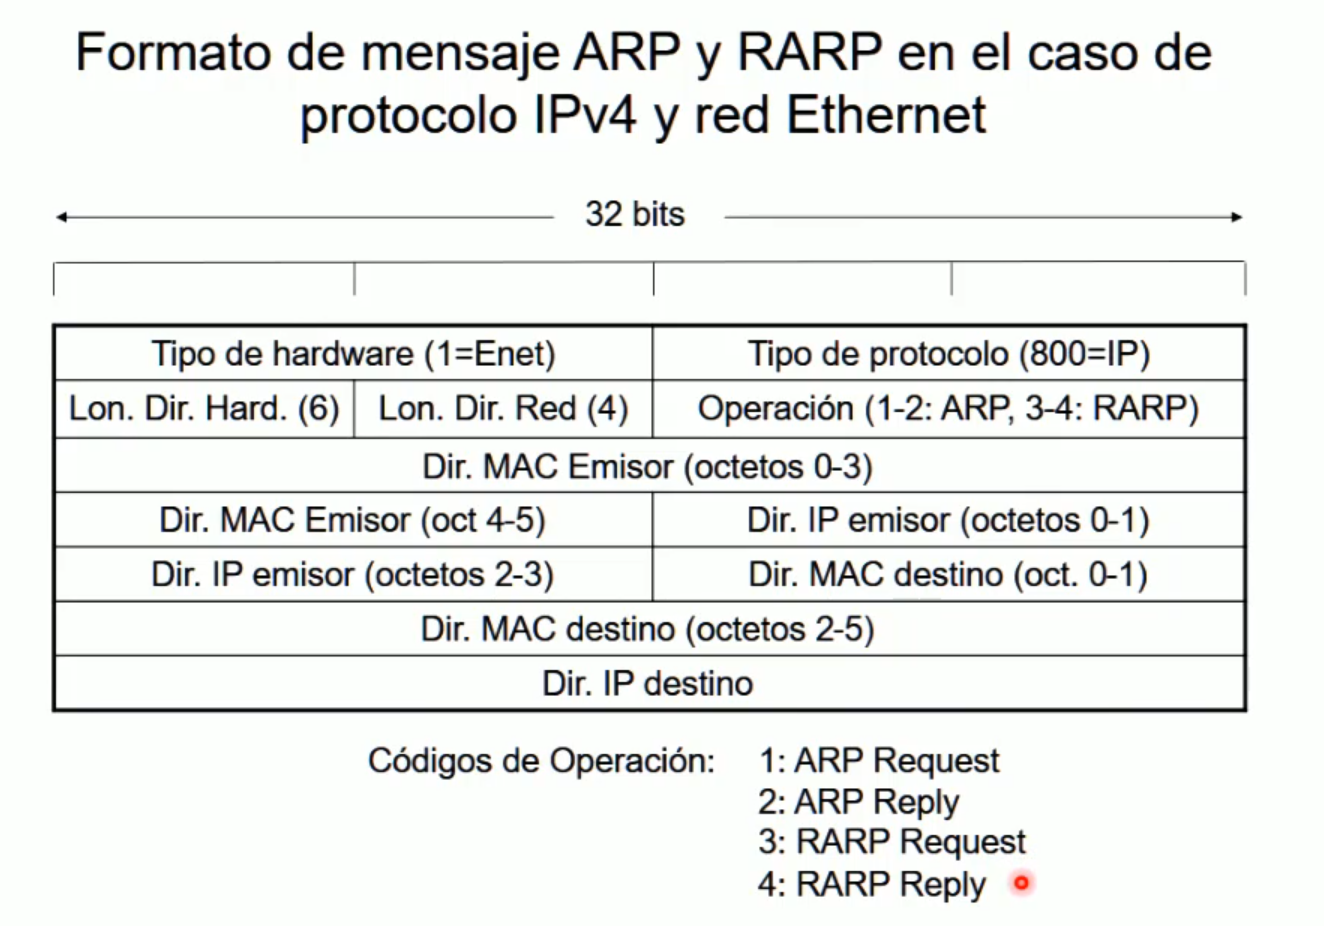 Formato de mensaje ARP y RARP en el caso de
protocolo IPv4 y red Ethernet
32 bits
Tipo de hardware (1=Enet) Tipo de protocolo (800=IP)
Lon. Dir. Hard. (6) Lon. Dir. Red (4) Operación (1-2: ARP, 3-4: RARP)
Dir. MAC Emisor (octetos 0-3)
Dir. MAC Emisor (oct 4-5) Dir. IP emisor (octetos 0-1)
Dir. IP emisor (octetos 2-3) Dir. MAC destino (oct. 0-1)
Dir. MAC destino (octetos 2-5)
Dir. IP destino
Códigos de Operación: 1: ARP Request
2: ARP Reply
3: RARP Request
4: RARP Reply